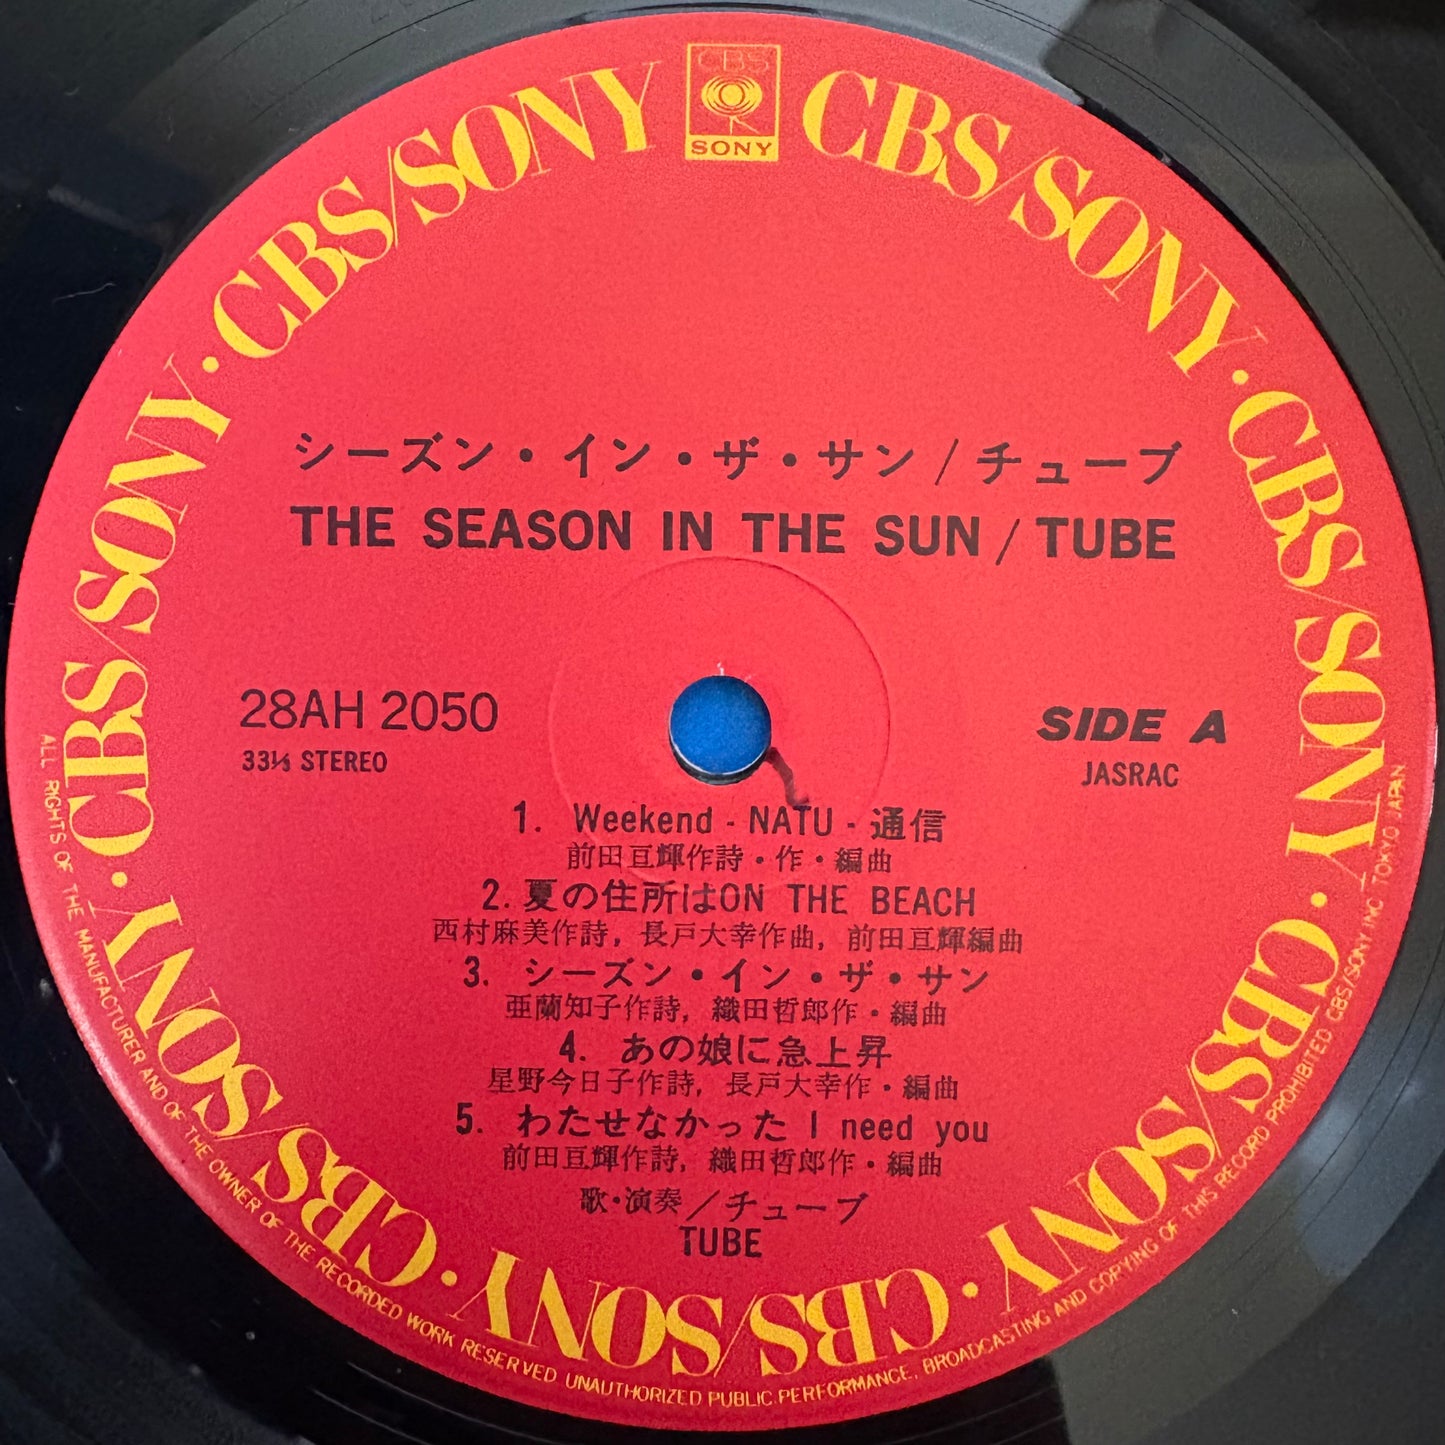 CBS
SONY
CBS/SONY · CBS/SONY · CBS/SONY · CBS/SONY · CBS/SONY · CBS/SONY · CBS/SONY · CBS/SONY
シーズン・イン・ザ・サン/チューブ
THE SEASON IN THE SUN/TUBE
28AH 2050
33⅓ STEREO
SIDE A
JASRAC
1. Weekend-NATU-通信
前田亘輝作詩・作・編曲
2. 夏の住所はON THE BEACH
西村麻美作詩, 長戸大幸作曲, 前田亘輝編曲
3. シーズン・イン・ザ・サン
亜蘭知子作詩, 織田哲郎作・編曲
4. あの娘に急上昇
星野今日子作詩, 長戸大幸作・編曲
5. わたせなかった I need you
前田亘輝作詩, 織田哲郎作・編曲
歌・演奏/チューブ
TUBE
ALL RIGHTS OF THE MANUFACTURER AND OF THE OWNER OF THE RECORDED WORK RESERVED UNAUTHORIZED PUBLIC PERFORMANCE, BROADCASTING AND COPYING OF THIS RECORD PROHIBITED CBS/SONY INC TOKYO JAPAN